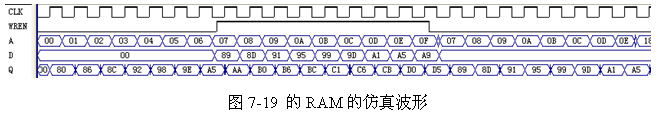 CLK
WREN
A 00 01 02 03 04 05 06 07 08 09 0A 0B 0C 0D 0E 0F 07 08 09 0A 0B 0C 0D 0E 18
D 00 89 8D 91 95 99 9D A1 A5 A9
Q 00 80 86 8C 92 98 9E A5 AA B0 B6 BC C1 C6 CB D0 D5 89 8D 91 95 99 9D A1 A5
图 7-19 的 RAM 的仿真波形